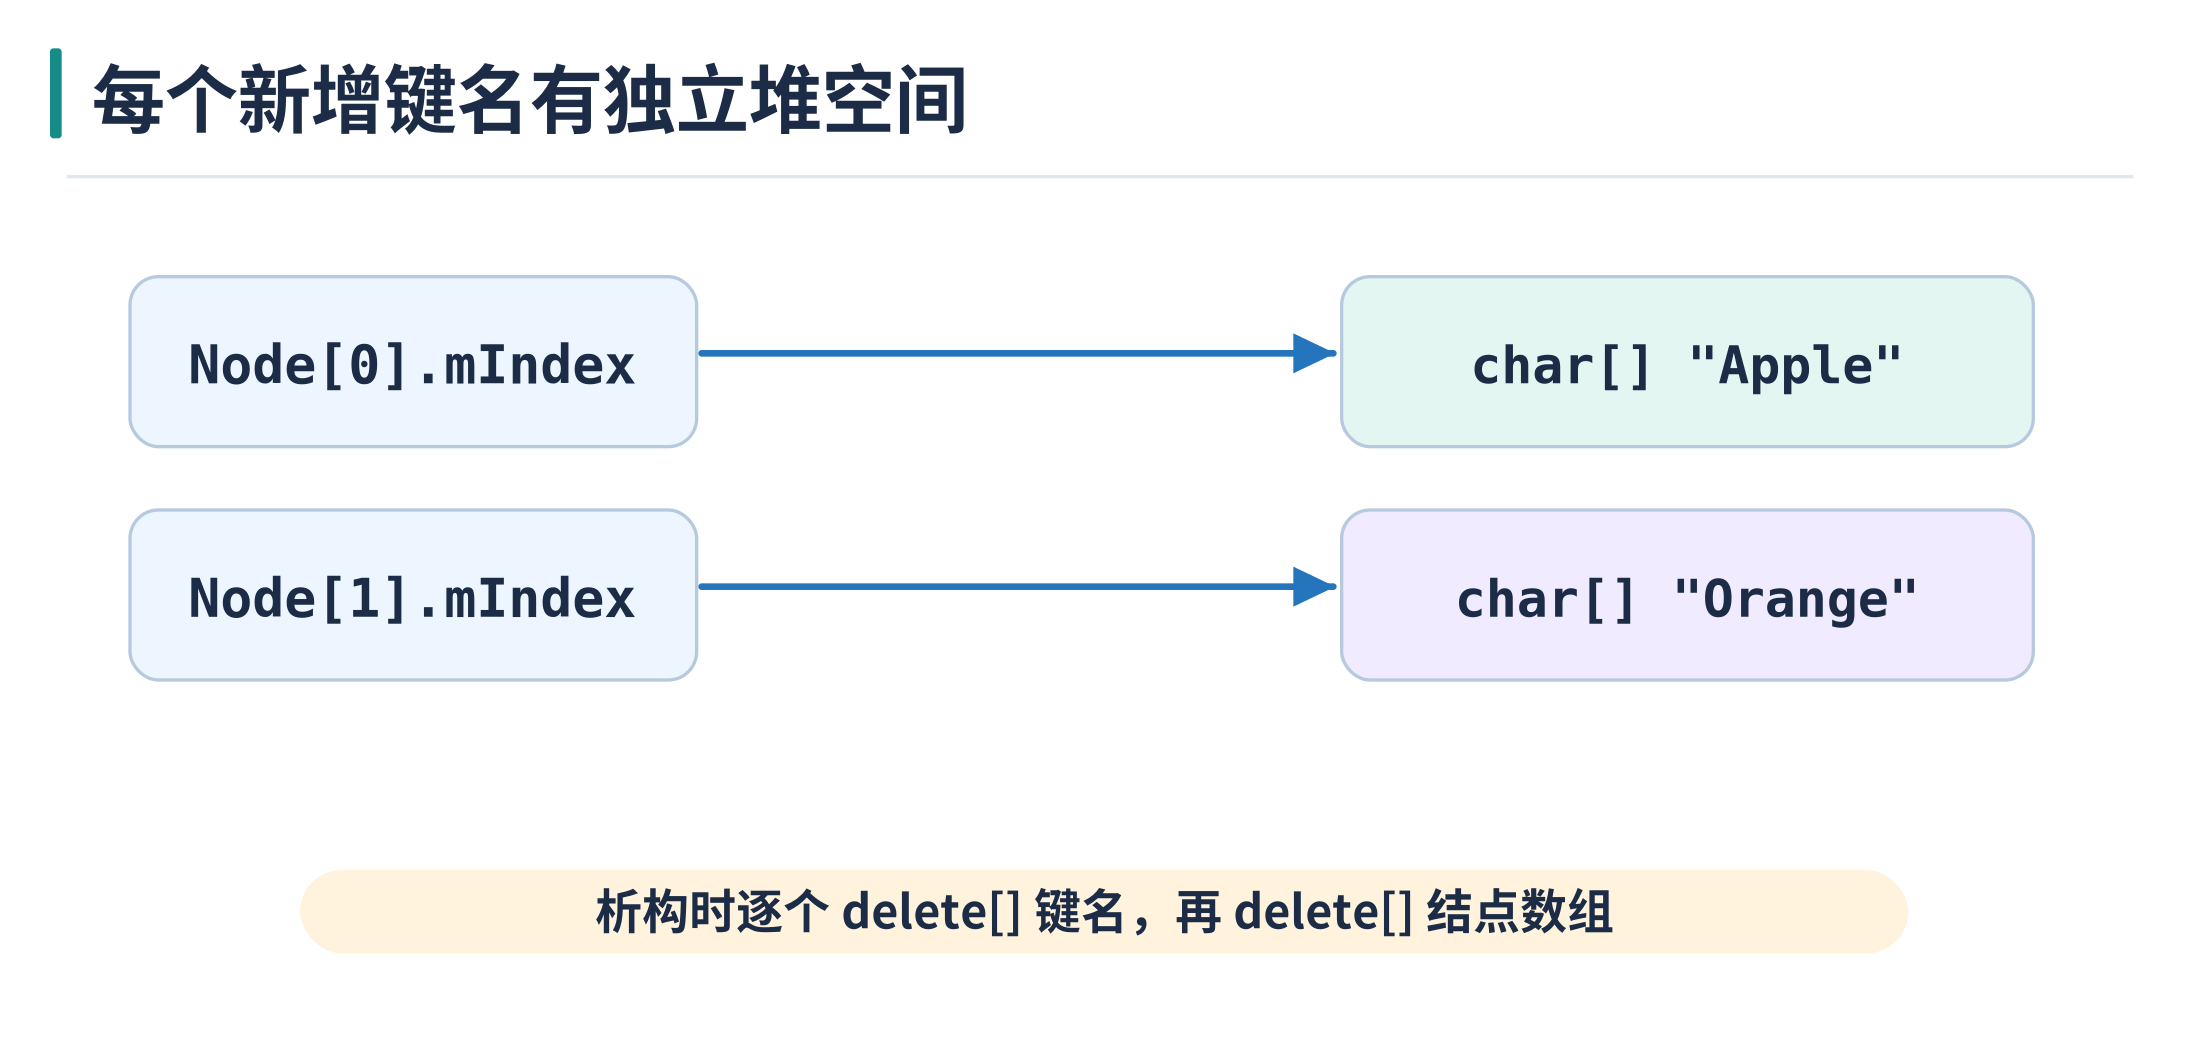 每个新增键名有独立堆空间
Node[0].mIndex
char[] "Apple"
Node[1].mIndex
char[] "Orange"
析构时逐个 delete[] 键名，再 delete[] 结点数组